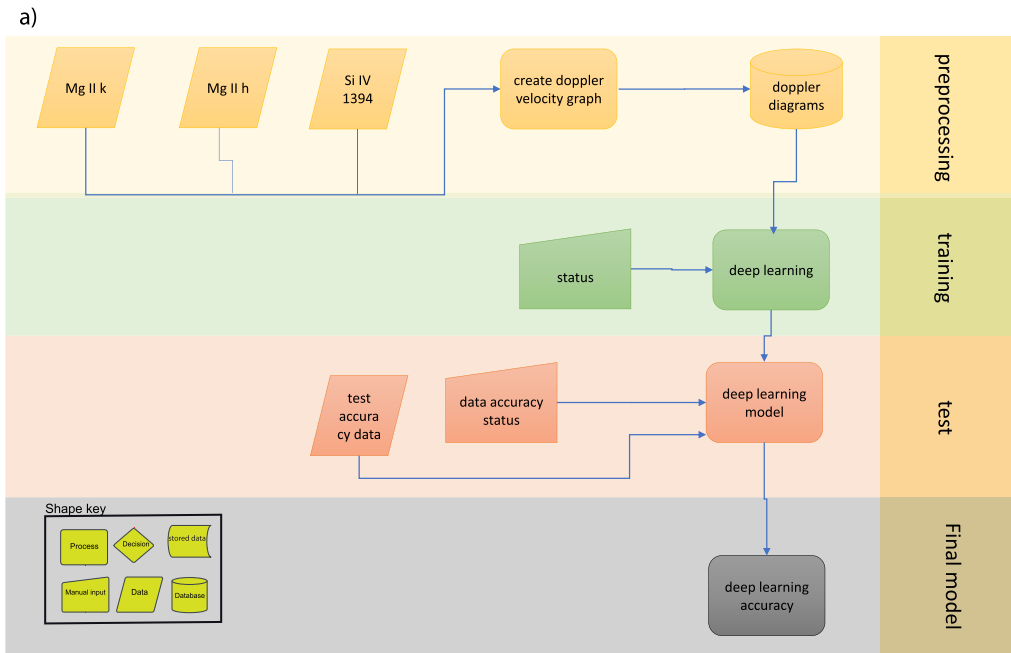 a)
Mg II k
Mg II h
Si IV
1394
create doppler
velocity graph
doppler
diagrams
preprocessing
status
deep learning
training
test
accura
cy data
data accuracy
status
deep learning
model
test
Shape key
Process
Decision
stored data
Manual input
Data
Database
deep learning
accuracy
Final model